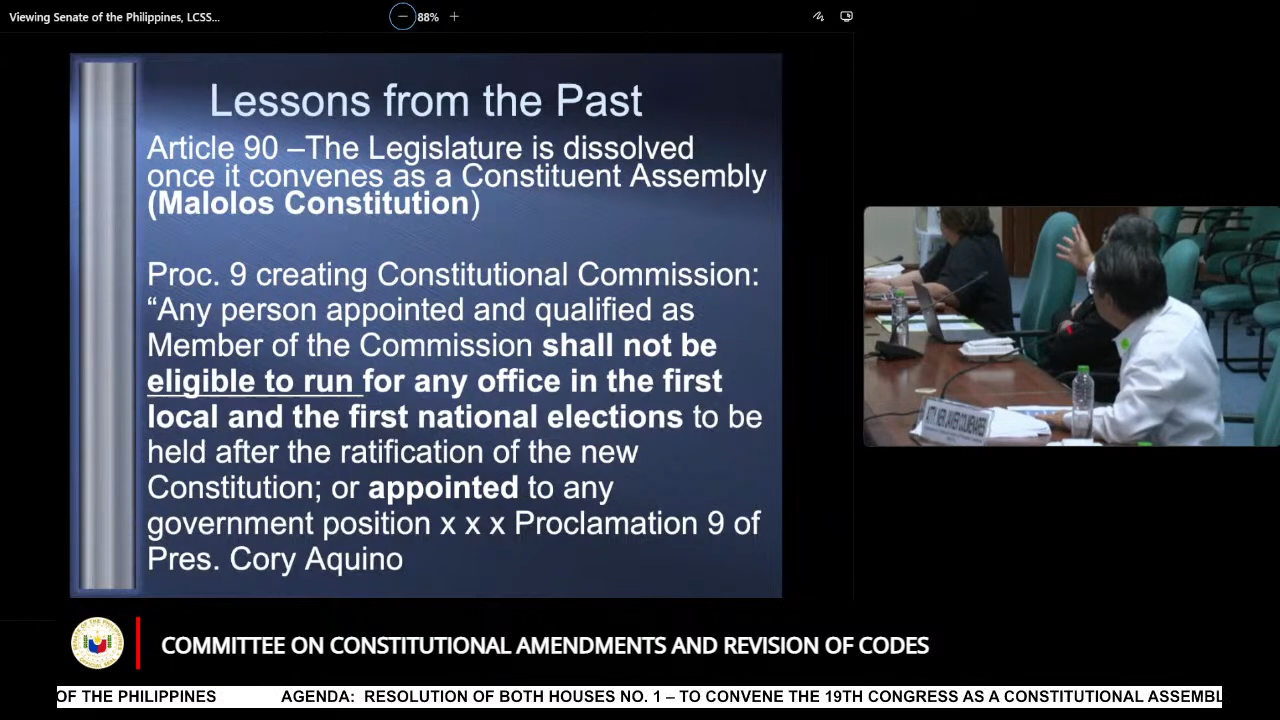 Viewing Senate of the Philippines, LCSS...
88%
Lessons from the Past
Article 90 –The Legislature is dissolved
once it convenes as a Constituent Assembly
(Malolos Constitution)
Proc. 9 creating Constitutional Commission:
“Any person appointed and qualified as
Member of the Commission shall not be
eligible to run for any office in the first
local and the first national elections to be
held after the ratification of the new
Constitution; or appointed to any
government position x x x Proclamation 9 of
Pres. Cory Aquino
ATTY. NERI JAVIER COLMENARES
COMMITTEE ON CONSTITUTIONAL AMENDMENTS AND REVISION OF CODES
OF THE PHILIPPINES AGENDA: RESOLUTION OF BOTH HOUSES NO. 1 – TO CONVENE THE 19TH CONGRESS AS A CONSTITUTIONAL ASSEMBL